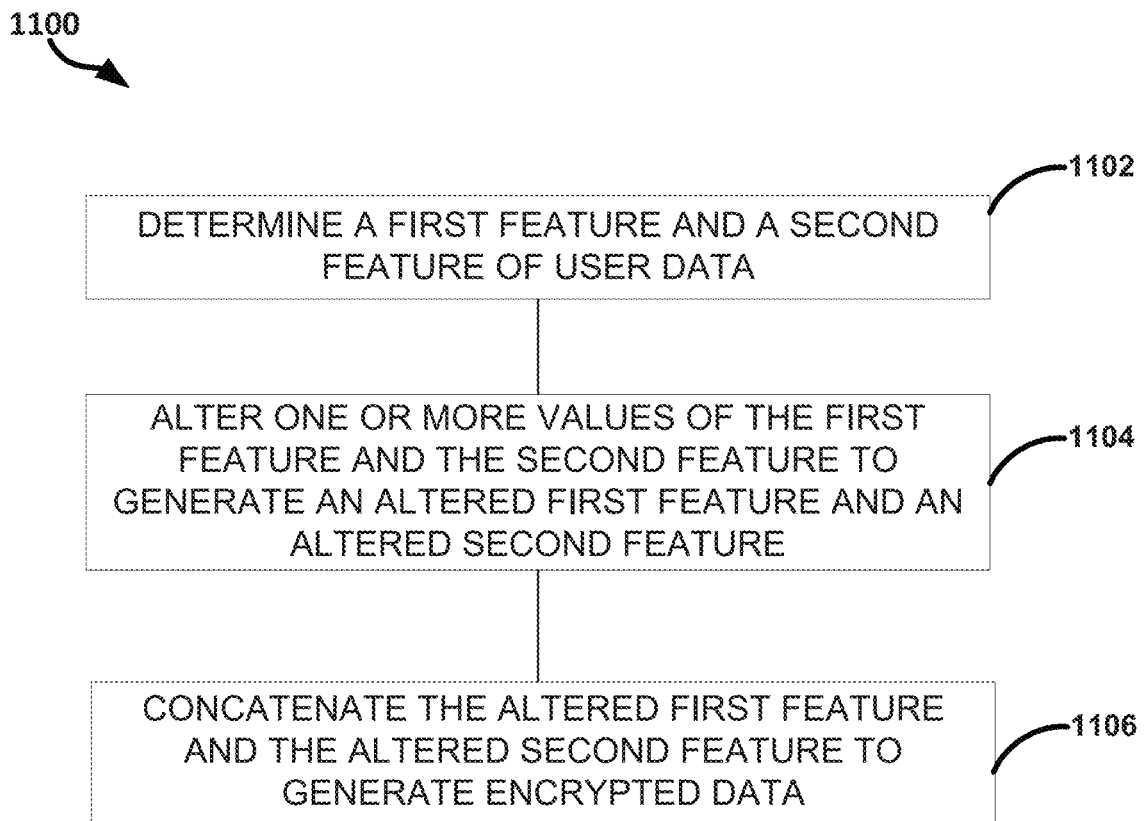 1100
1102
DETERMINE A FIRST FEATURE AND A SECOND
FEATURE OF USER DATA
ALTER ONE OR MORE VALUES OF THE FIRST
FEATURE AND THE SECOND FEATURE TO
GENERATE AN ALTERED FIRST FEATURE AND AN
ALTERED SECOND FEATURE
1104
CONCATENATE THE ALTERED FIRST FEATURE
AND THE ALTERED SECOND FEATURE TO
GENERATE ENCRYPTED DATA
1106